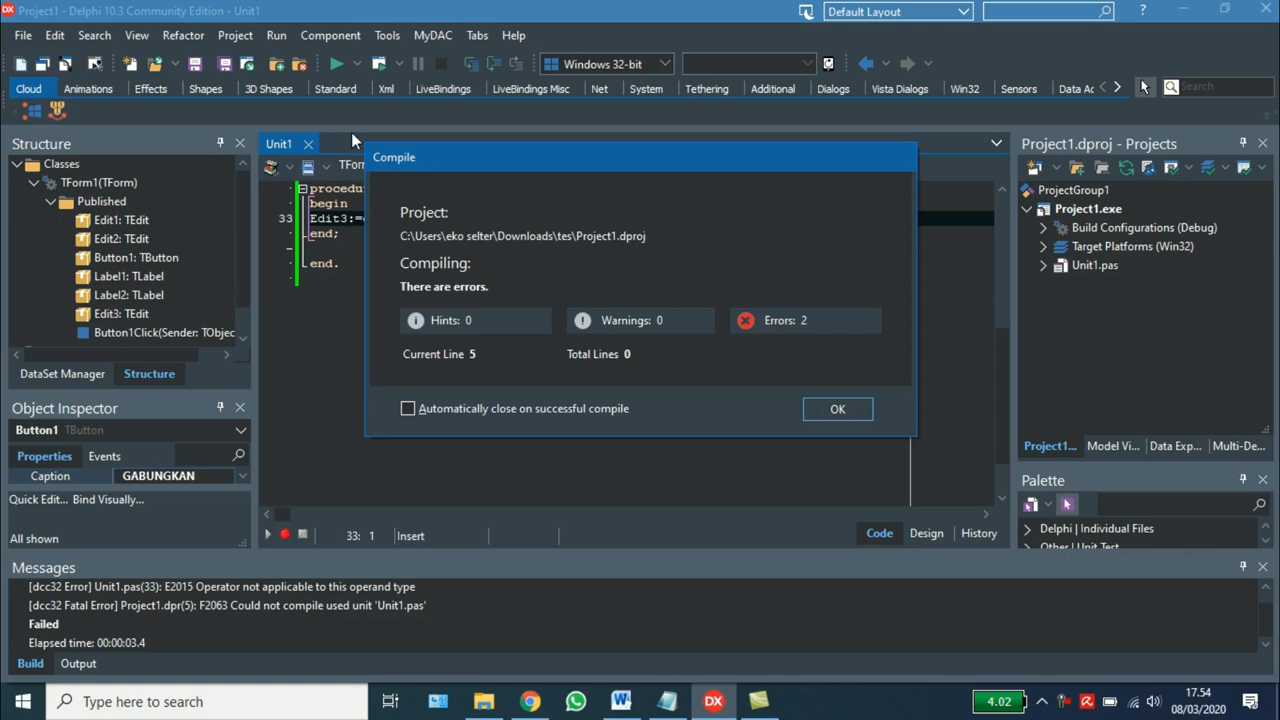 Project1 - Delphi 10.3 Community Edition - Unit1
Default Layout
?
File Edit Search View Refactor Project Run Component Tools MyDAC Tabs Help
Windows 32-bit
Cloud Animations Effects Shapes 3D Shapes Standard Xml LiveBindings LiveBindings Misc Net System Tethering Additional Dialogs Vista Dialogs Win32 Sensors Data Ac
Search
Structure
Classes
TForm1(TForm)
Published
Edit1: TEdit
Edit2: TEdit
Button1: TButton
Label1: TLabel
Label2: TLabel
Edit3: TEdit
Button1Click(Sender: TObjec
DataSet Manager Structure
Object Inspector
Button1 TButton
Properties Events
Caption GABUNGKAN
Quick Edit... Bind Visually...
All shown
Unit1
TFor
procedu
begin
33 Edit3:=
end;
end.
Compile
Project:
C:\Users\eko selter\Downloads\tes\Project1.dproj
Compiling:
There are errors.
Hints: 0 Warnings: 0 Errors: 2
Current Line 5 Total Lines 0
Automatically close on successful compile
OK
33: 1 Insert
Code Design History
Project1.dproj - Projects
ProjectGroup1
Project1.exe
Build Configurations (Debug)
Target Platforms (Win32)
Unit1.pas
Project1... Model Vi... Data Exp... Multi-De...
Palette
Delphi | Individual Files
Other | Unit Test
Messages
[dcc32 Error] Unit1.pas(33): E2015 Operator not applicable to this operand type
[dcc32 Fatal Error] Project1.dpr(5): F2063 Could not compile used unit 'Unit1.pas'
Failed
Elapsed time: 00:00:03.4
Build Output
Type here to search
4.02
17.54
08/03/2020